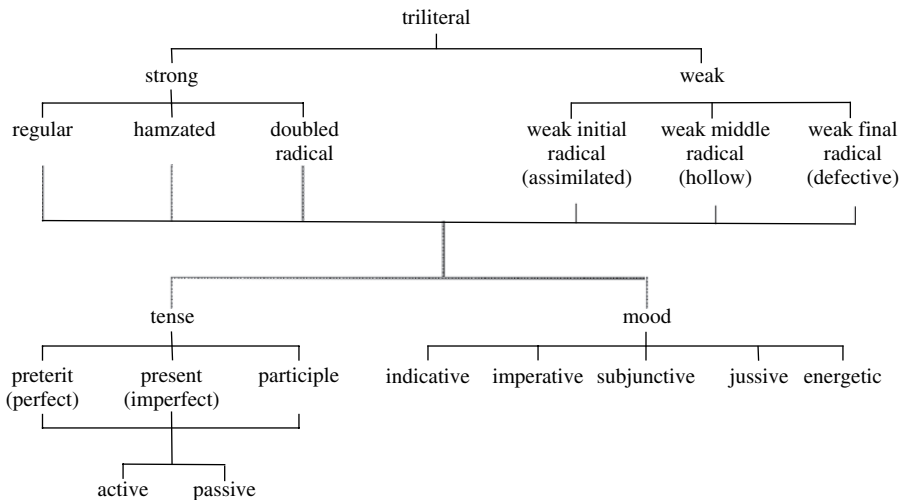 triliteral
strong weak
regular hamzated doubled weak initial weak middle weak final
radical radical radical radical
(assimilated) (hollow) (defective)
tense mood
preterit present participle indicative imperative subjunctive jussive energetic
(perfect) (imperfect)
active passive